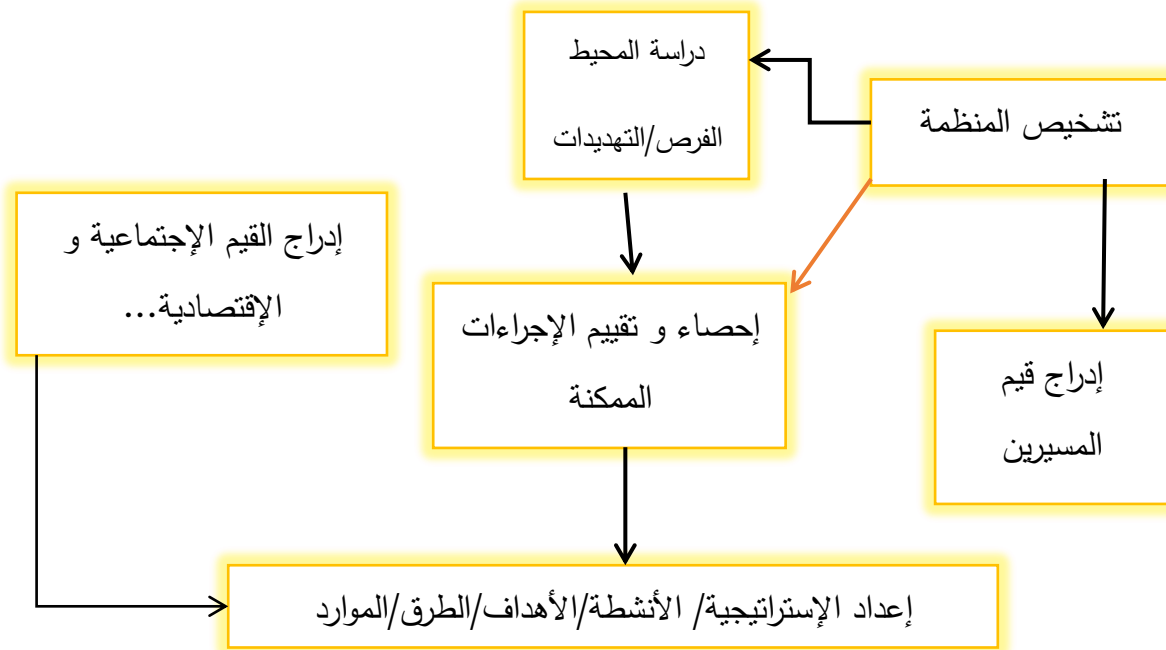 دراسة المحيط
الفرص/التهديدات
تشخيص المنظمة
إدراج القيم الإجتماعية و
الإقتصادية...
إحصاء و تقييم الإجراءات
الممكنة
إدراج قيم
المسيرين
إعداد الإستراتيجية/ الأنشطة/الأهداف/الطرق/الموارد